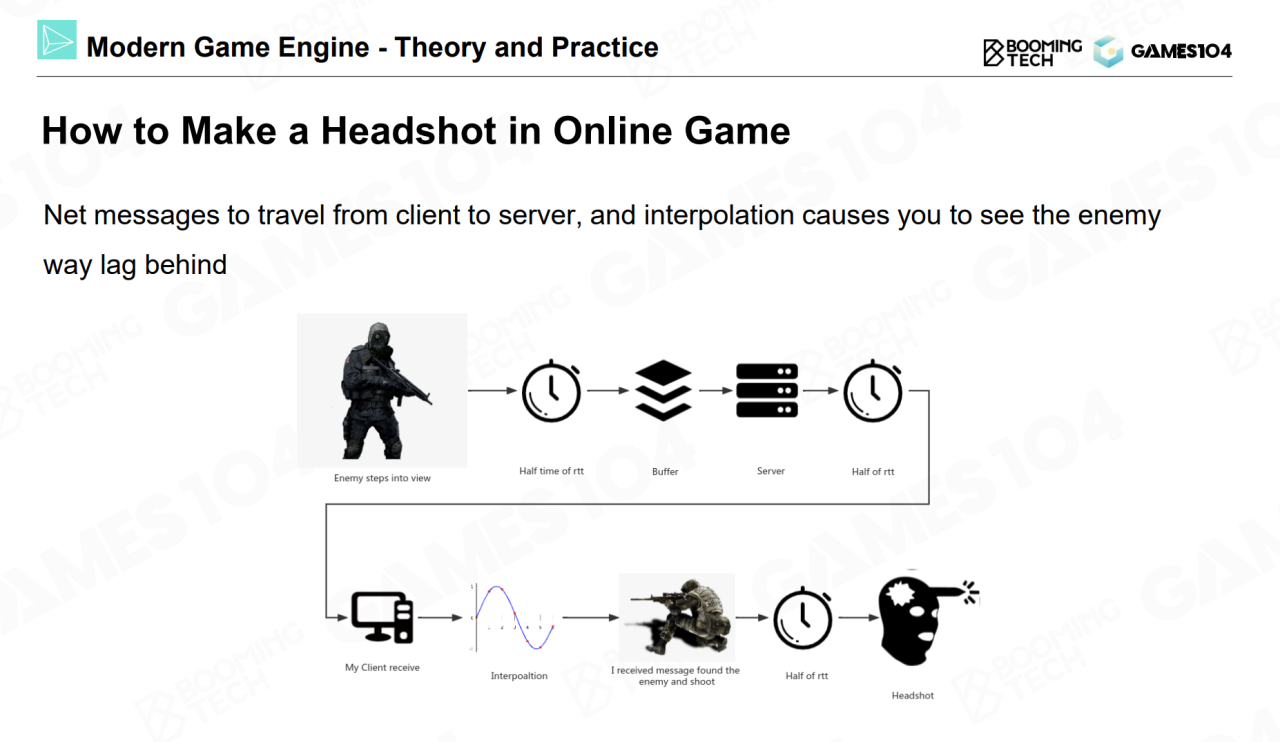 Modern Game Engine - Theory and Practice
BOOMING
TECH
GAMES104
How to Make a Headshot in Online Game
Net messages to travel from client to server, and interpolation causes you to see the enemy
way lag behind
Enemy steps into view
Half time of rtt
Buffer
Server
Half of rtt
My Client receive
Interpoaltion
I received message found the
enemy and shoot
Half of rtt
Headshot